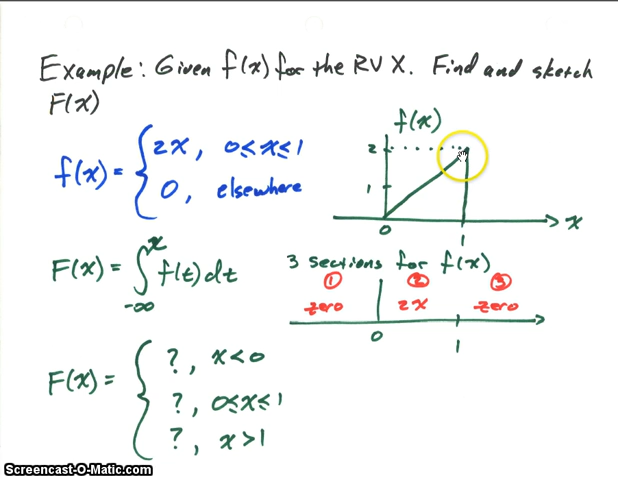 Example: Given f(x) for the RV X. Find and sketch
F(x)
f(x) = { 2x, 0≤x≤1
0, elsewhere
f(x)
2
1
0
1
x
F(x) = ∫_{-∞}^{x} f(t) dt
3 sections for f(x)
① ② ③
zero 2x zero
0
1
F(x) = { ?, x<0
?, 0≤x≤1
?, x>1
Screencast-O-Matic.com